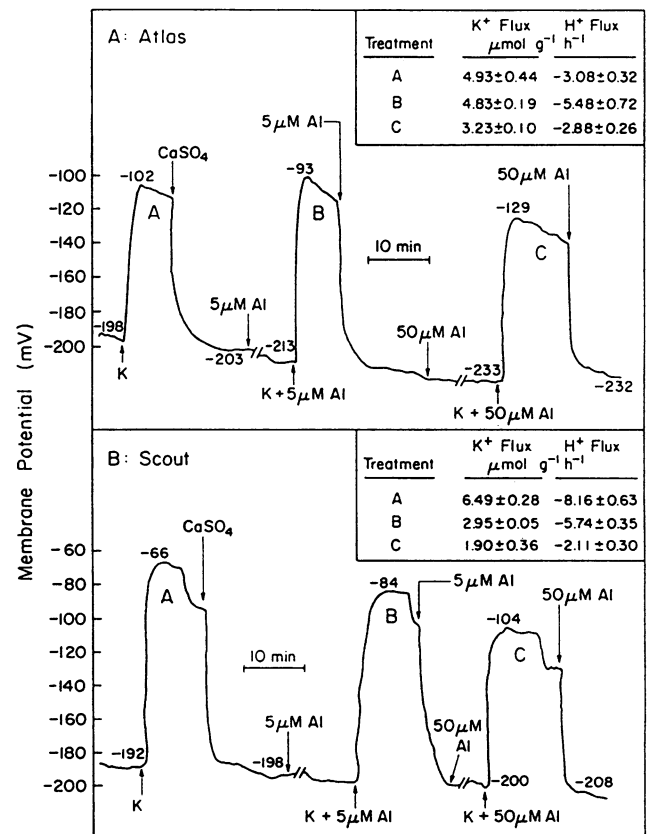 A: Atlas
K⁺ Flux H⁺ Flux
Treatment μmol g⁻¹ h⁻¹
A 4.93±0.44 -3.08±0.32
B 4.83±0.19 -5.48±0.72
C 3.23±0.10 -2.88±0.26
5μM Al
CaSO₄
50μM Al
-100
-120
-140
-160
-180
-200
-102
A
-93
B
-129
C
10 min
-198
5μM Al
-203
-213
50μM Al
-233
-232
K
K + 5μM Al
K + 50μM Al
Membrane Potential (mV)
B: Scout
K⁺ Flux H⁺ Flux
Treatment μmol g⁻¹ h⁻¹
A 6.49±0.28 -8.16±0.63
B 2.95±0.05 -5.74±0.35
C 1.90±0.36 -2.11±0.30
CaSO₄
-60
-80
-100
-120
-140
-160
-180
-200
-66
A
-84
B
5μM Al
50μM Al
-104
C
10 min
-192
5μM Al
-198
50μM Al
-200
-208
K
K + 5μM Al
K + 50μM Al